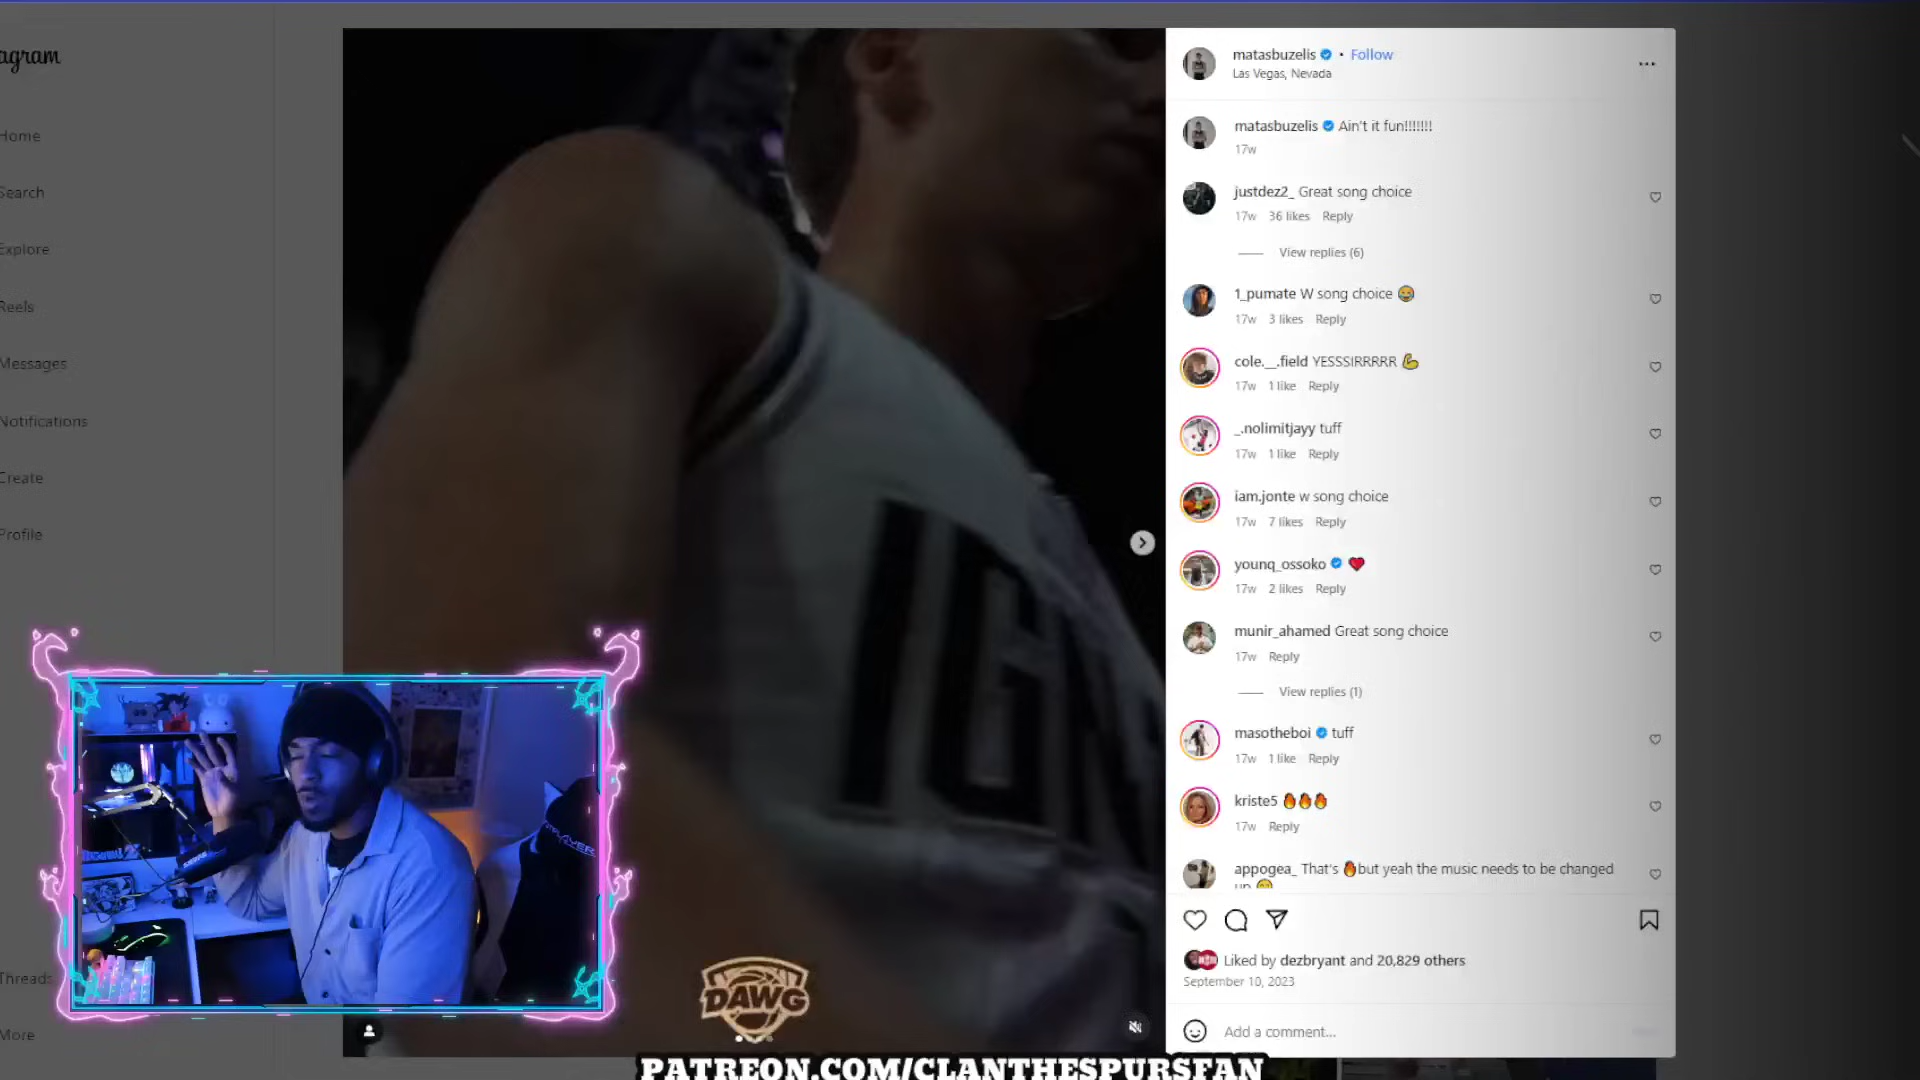 agram
Home
Search
Explore
Reels
Messages
Notifications
Create
Profile
Threads
More
IGN
DAWG
matasbuzelis • Follow
Las Vegas, Nevada
matasbuzelis Ain't it fun!!!!!!!
17w
justdez2_ Great song choice
17w 36 likes Reply
View replies (6)
1_pumate W song choice 😂
17w 3 likes Reply
cole.__.field YESSSIRRRRR 💪
17w 1 like Reply
_.nolimitjayy tuff
17w 1 like Reply
iam.jonte w song choice
17w 7 likes Reply
younq_ossoko ❤️
17w 2 likes Reply
munir_ahamed Great song choice
17w Reply
View replies (1)
masotheboi tuff
17w 1 like Reply
kriste5 🔥🔥🔥
17w Reply
appogea_ That's 🔥but yeah the music needs to be changed
up
Liked by dezbryant and 20,829 others
September 10, 2023
Add a comment...
PATREON.COM/CLANTHESPURSFAN